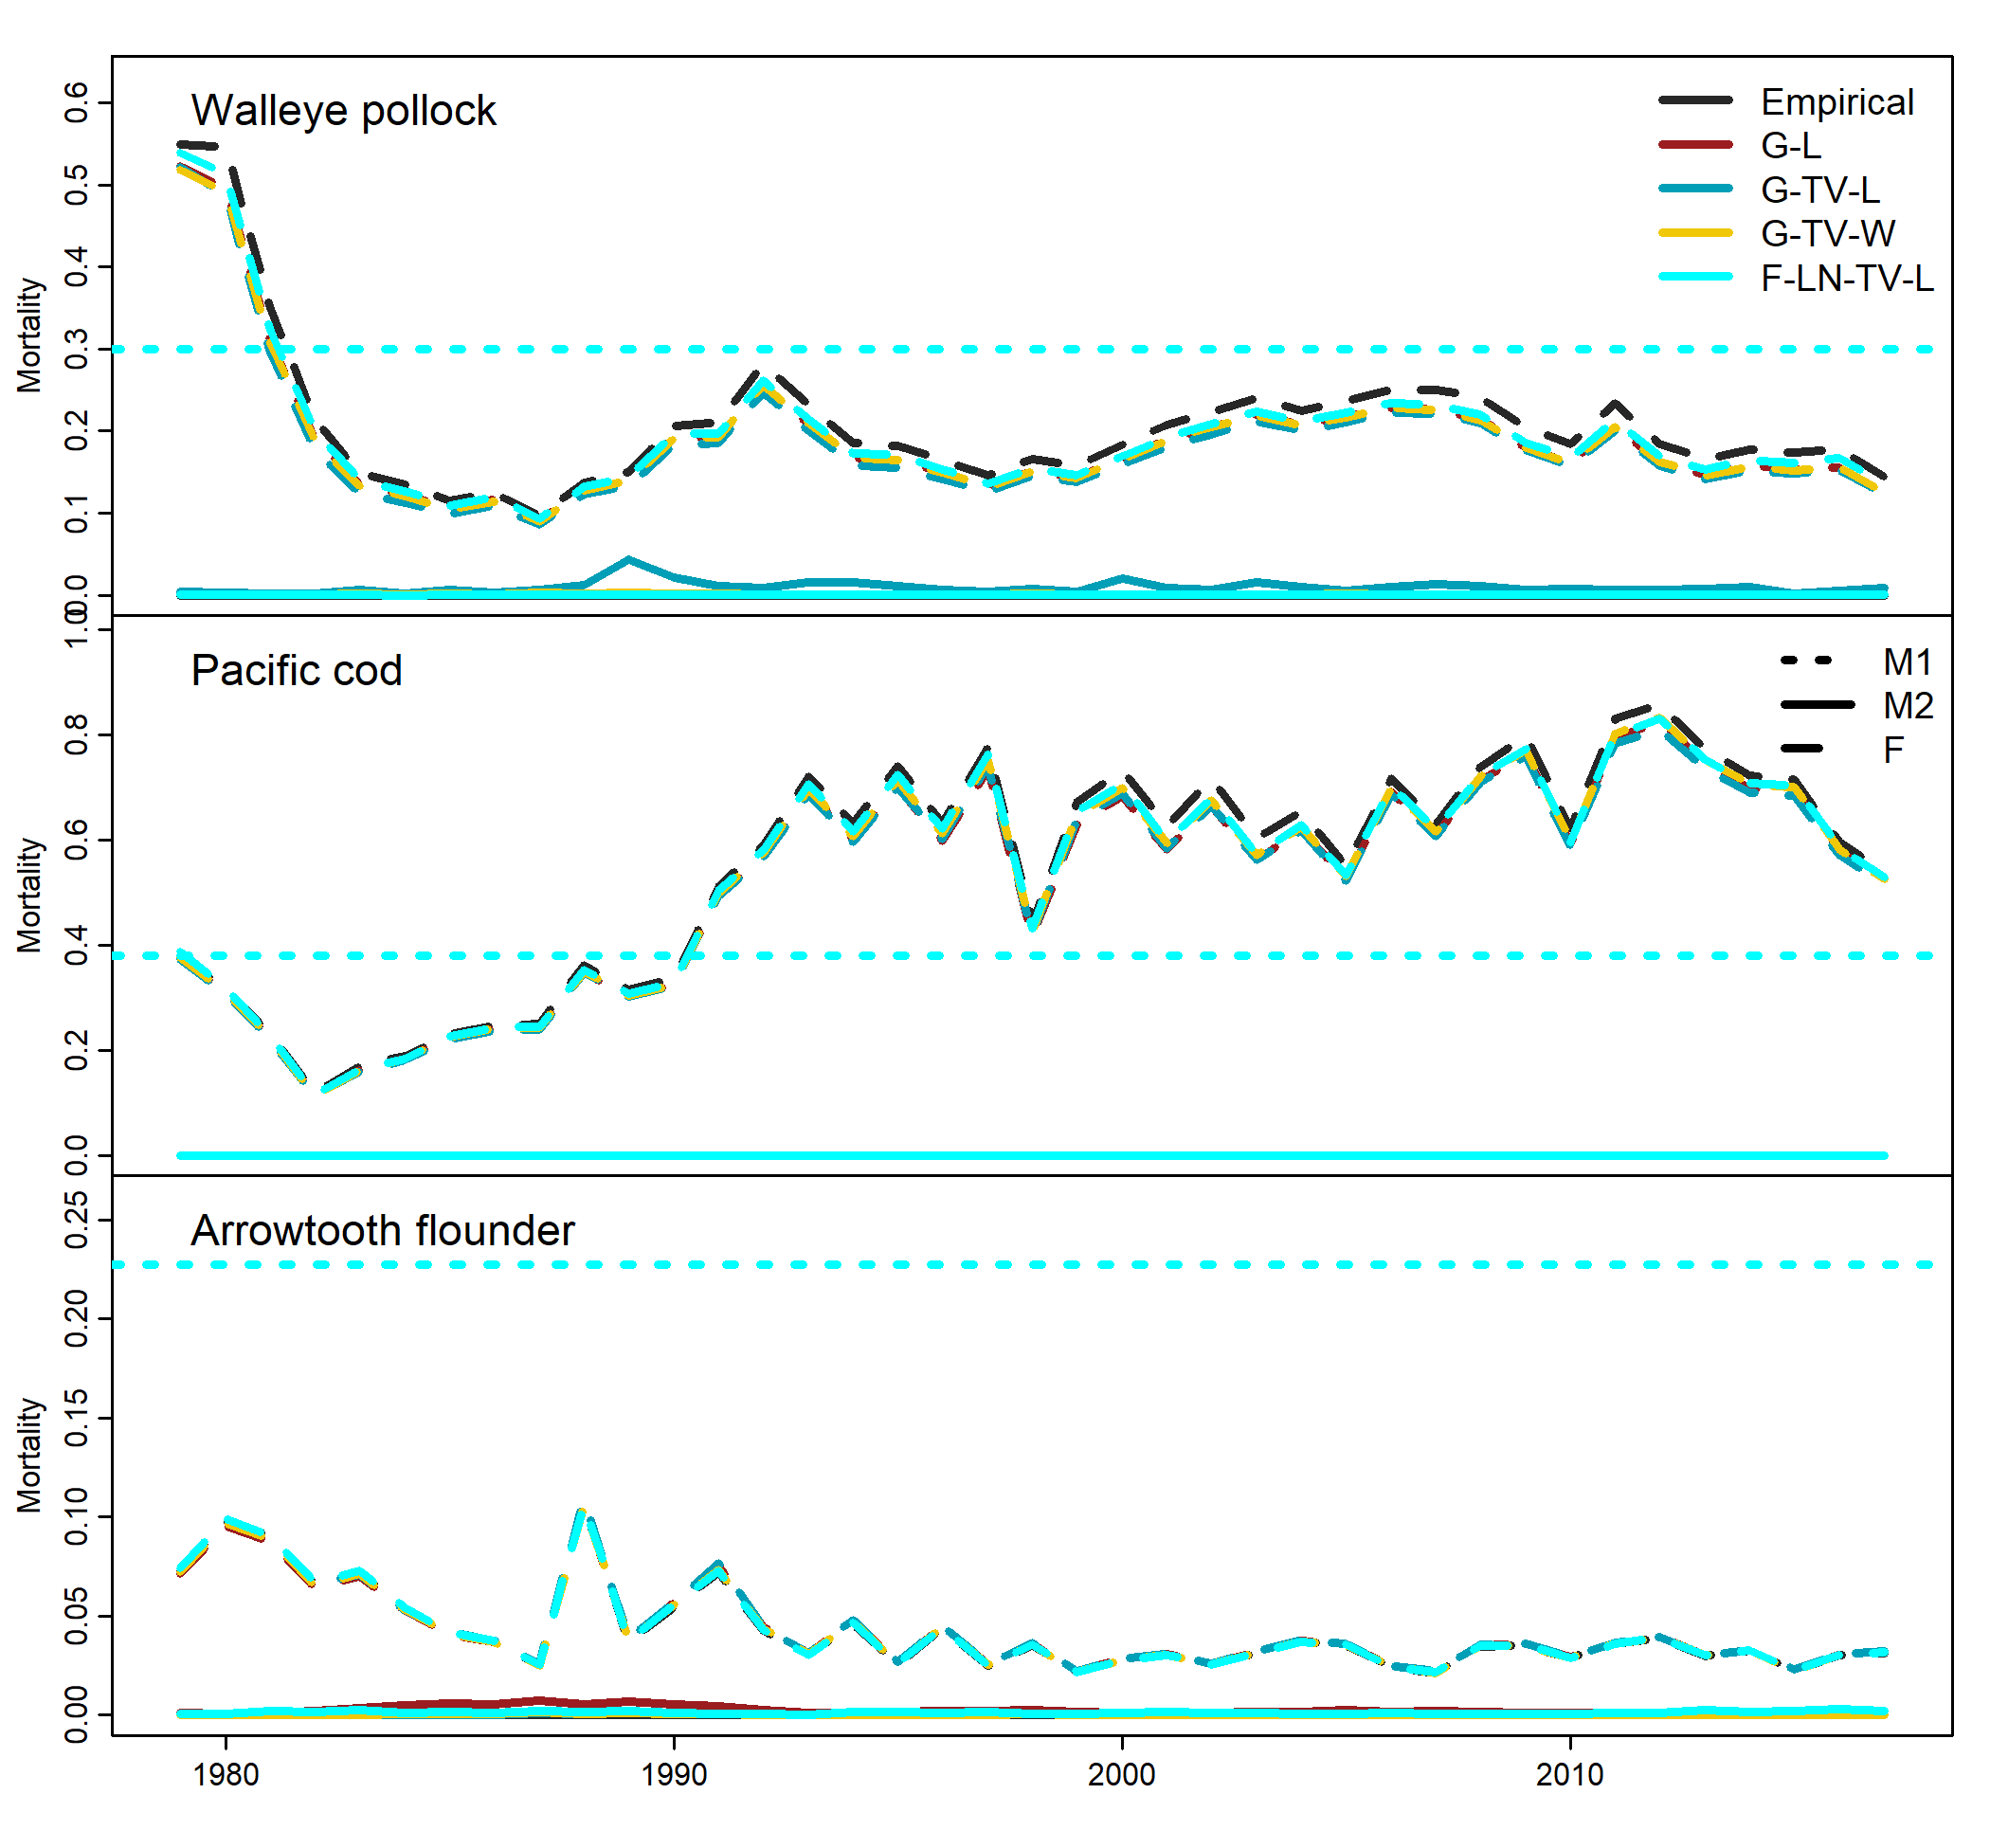 Walleye pollock
Empirical
G-L
G-TV-L
G-TV-W
F-LN-TV-L
Mortality
0.6
0.5
0.4
0.3
0.2
0.1
0.0
Pacific cod
M1
M2
F
Mortality
1.0
0.8
0.6
0.4
0.2
0.0
Arrowtooth flounder
Mortality
0.25
0.20
0.15
0.10
0.05
0.00
1980 1990 2000 2010